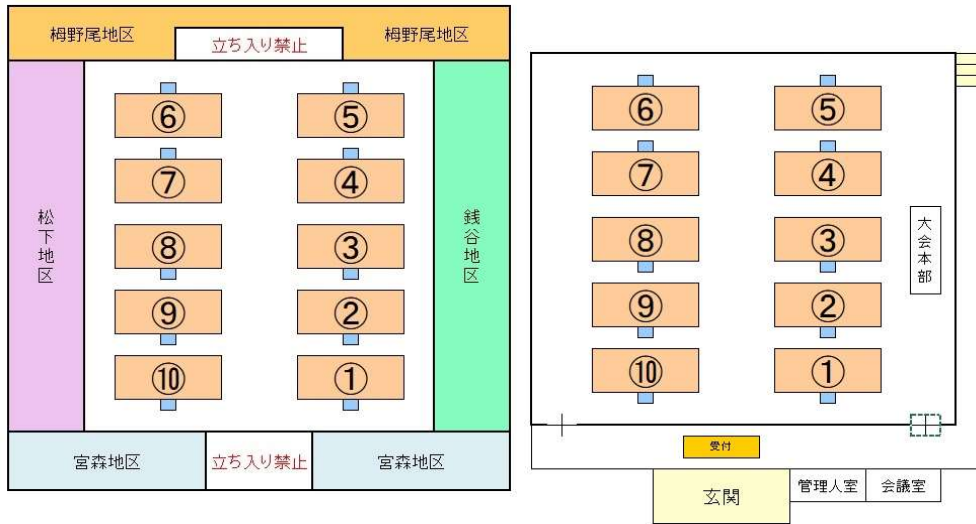 栂野尾地区
立ち入り禁止
栂野尾地区
松下地区
銭谷地区
⑥
⑤
⑦
④
⑧
③
⑨
②
⑩
①
宮森地区
立ち入り禁止
宮森地区
⑥
⑤
⑦
④
⑧
③
⑨
②
⑩
①
大会本部
受付
玄関
管理人室
会議室